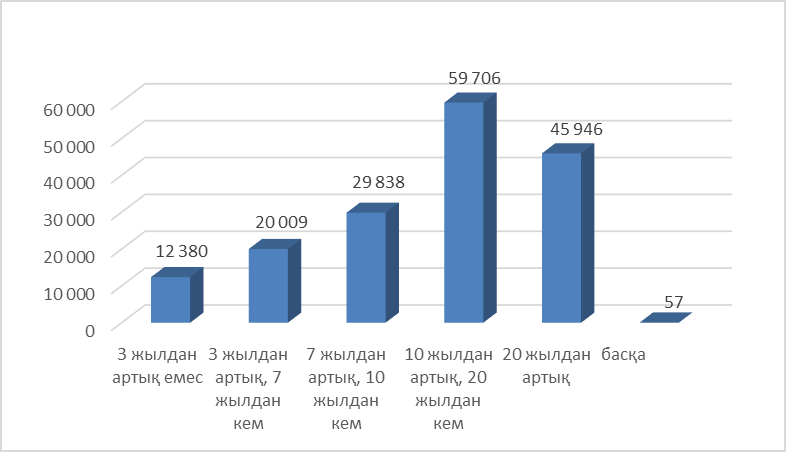 59 706
45 946
29 838
20 009
12 380
57
60 000
50 000
40 000
30 000
20 000
10 000
0
3 жылдан
артық емес
3 жылдан
артық, 7
жылдан
кем
7 жылдан
артық, 10
жылдан
кем
10 жылдан
артық, 20
жылдан
кем
20 жылдан
артық
басқа